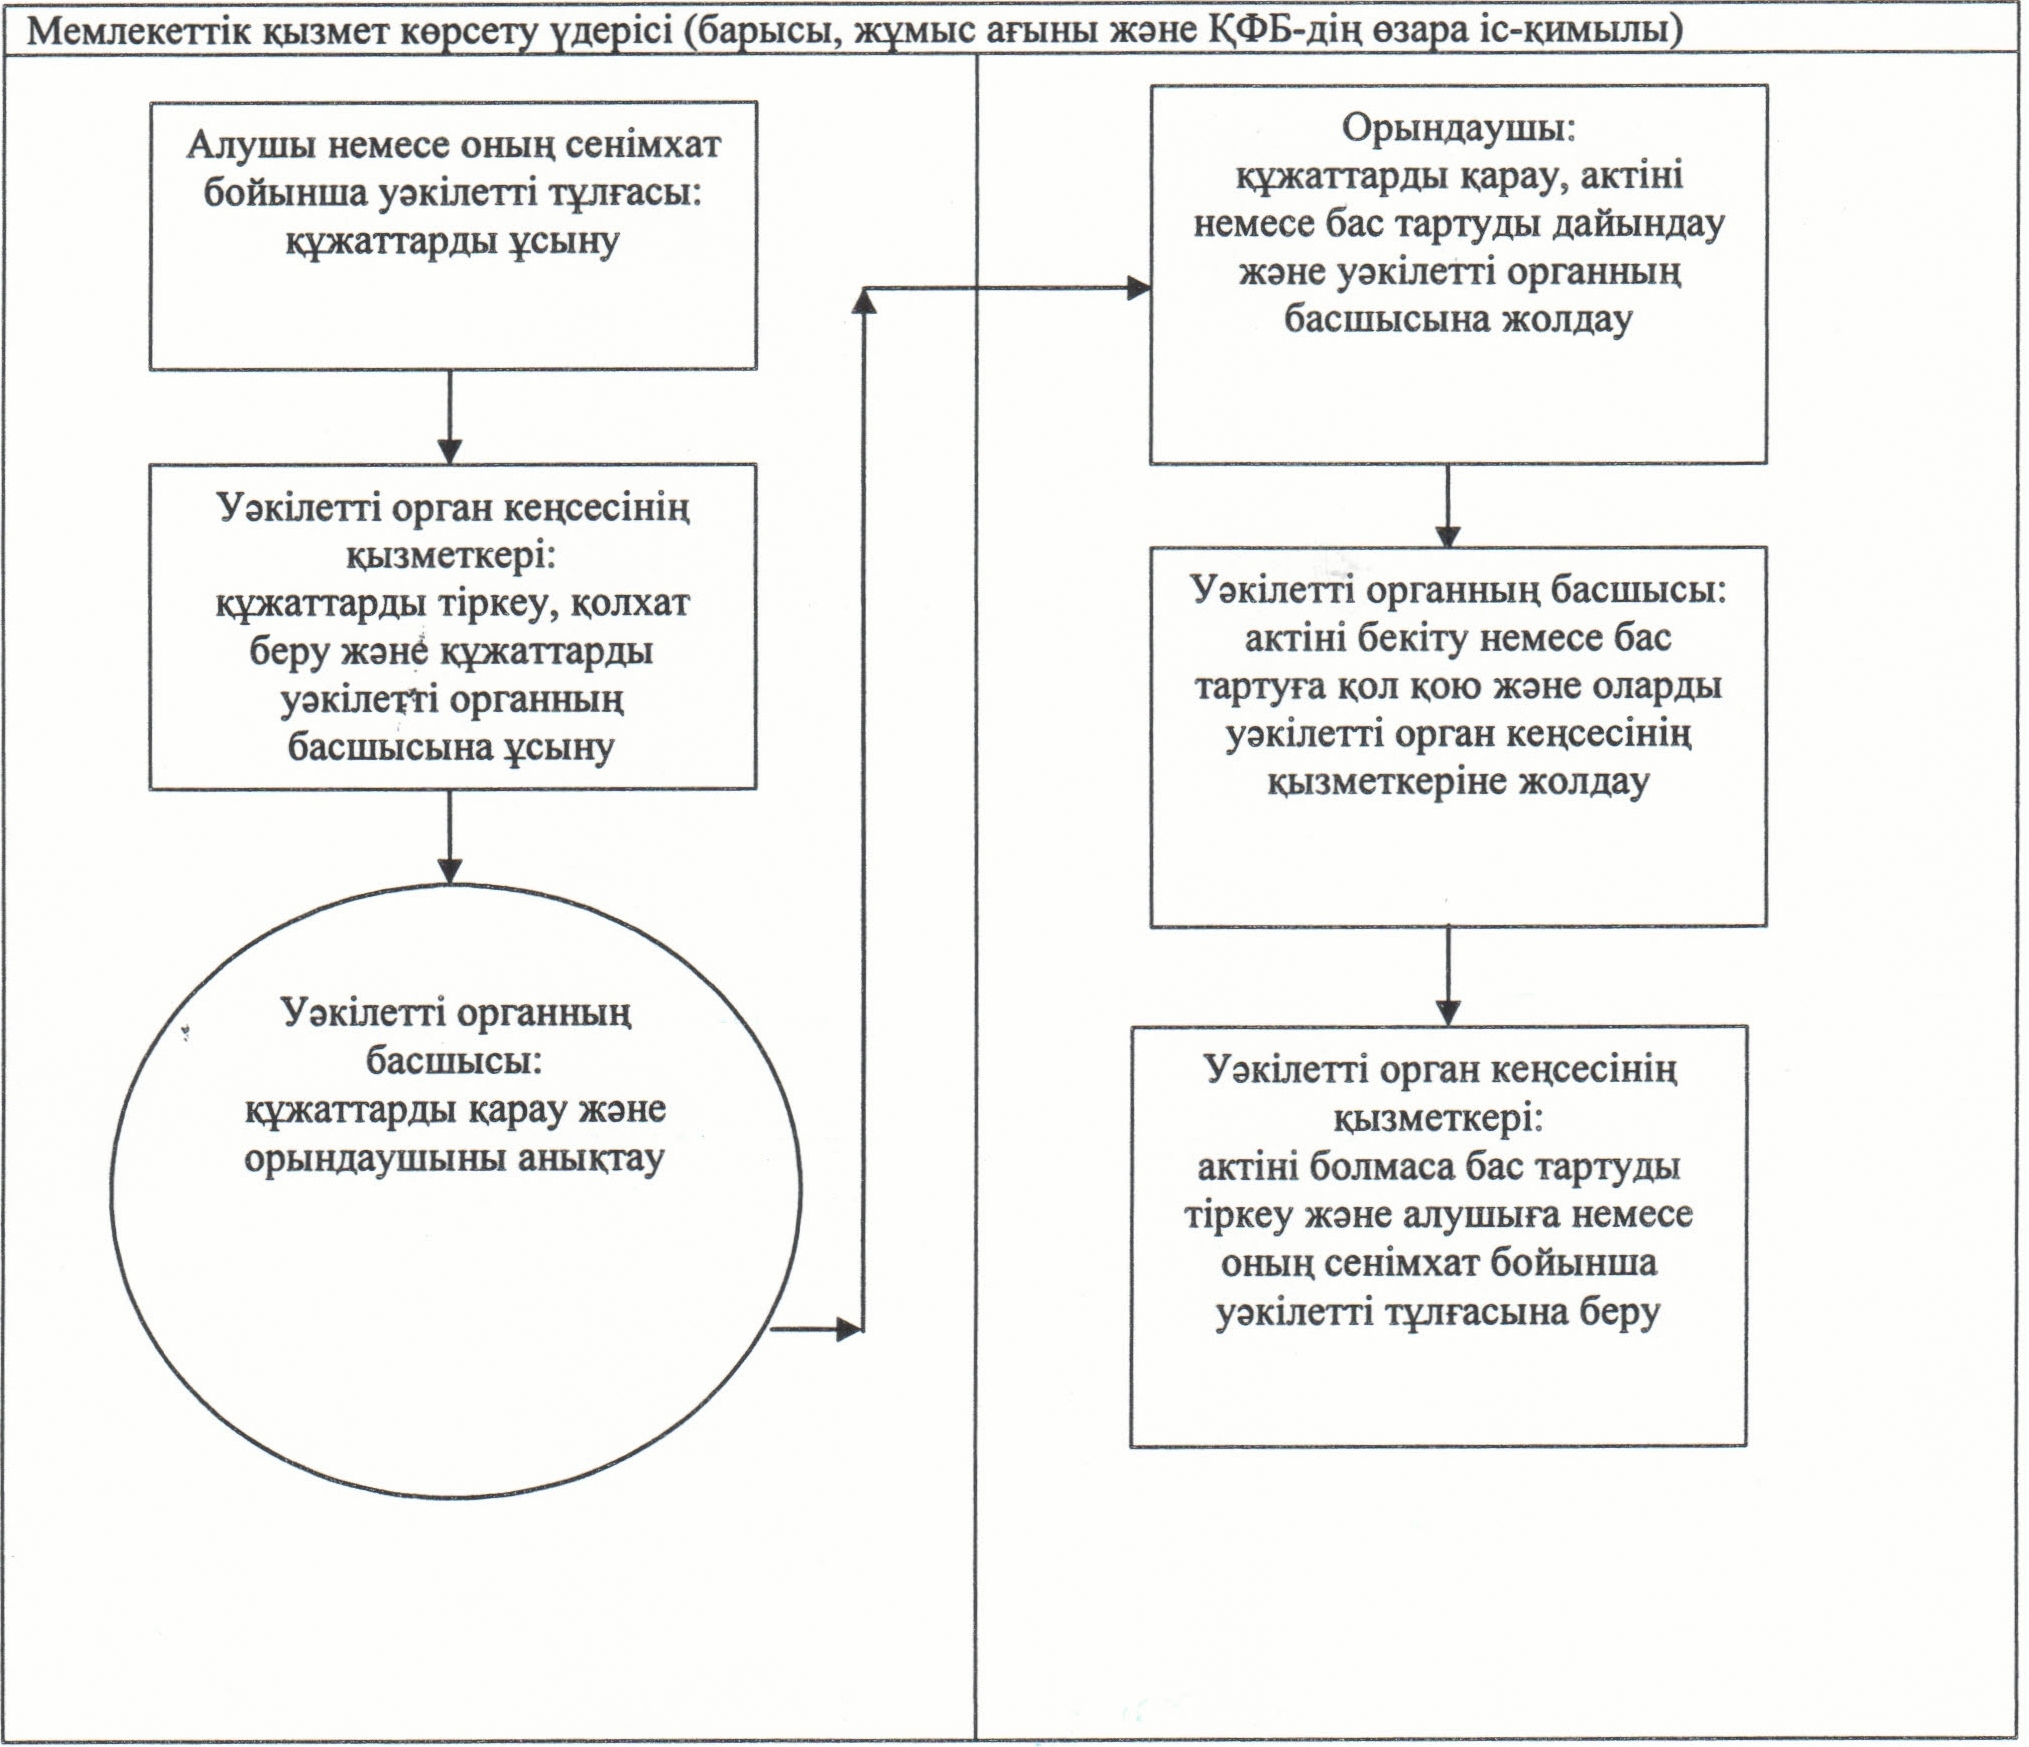 Мемлекеттік қызмет көрсету үдерісі (барысы, жұмыс ағыны және ҚФБ-дің өзара іс-қимылы)
Алушы немесе оның сенімхат
бойынша уәкілетті тұлғасы:
құжаттарды ұсыну
Уәкілетті орган кеңсесінің
қызметкері:
құжаттарды тіркеу, қолхат
беру және құжаттарды
уәкілетті органның
басшысына ұсыну
Уәкілетті органның
басшысы:
құжаттарды қарау және
орындаушыны анықтау
Орындаушы:
құжаттарды қарау, актіні
немесе бас тартуды дайындау
және уәкілетті органның
басшысына жолдау
Уәкілетті органның басшысы:
актіні бекіту немесе бас
тартуға қол қою және оларды
уәкілетті орган кеңсесінің
қызметкеріне жолдау
Уәкілетті орган кеңсесінің
қызметкері:
актіні болмаса бас тартуды
тіркеу және алушыға немесе
оның сенімхат бойынша
уәкілетті тұлғасына беру